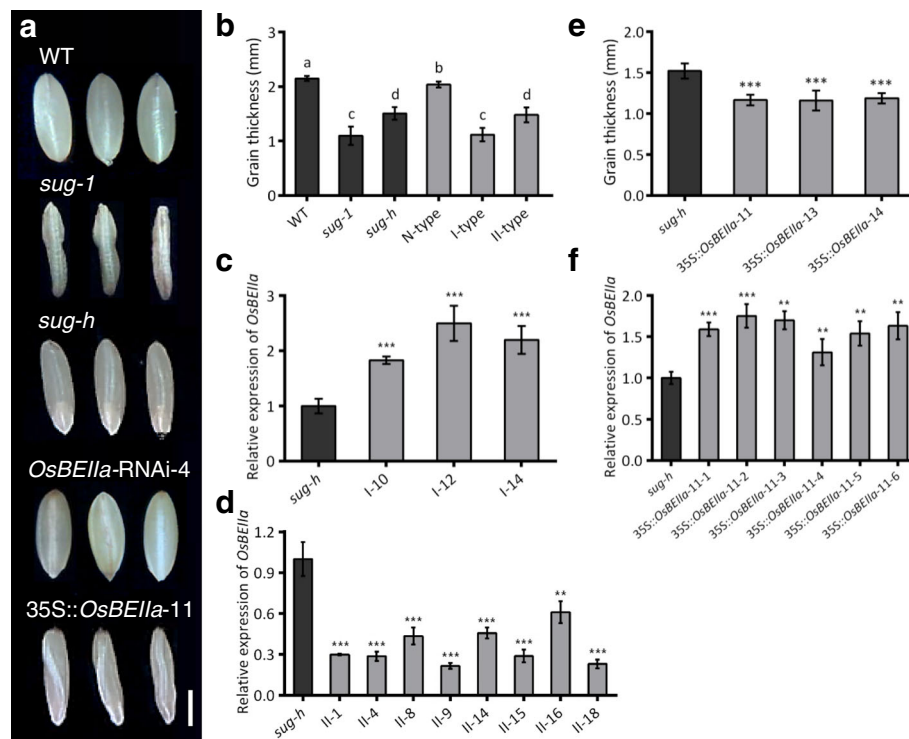 a
WT
sug-1
sug-h
OsBEIIa-RNAi-4
35S::OsBEIIa-11
b
Grain thickness (mm)
3
2
1
0
a
c
d
b
c
d
WT
sug-1
sug-h
N-type
I-type
II-type
c
Relative expression of OsBEIIa
3
2
1
0
***
***
***
sug-h
I-10
I-12
I-14
d
Relative expression of OsBEIIa
1.2
0.9
0.6
0.3
0.0
***
***
***
***
***
***
**
***
sug-h
II-1
II-4
II-8
II-9
II-14
II-15
II-16
II-18
e
Grain thickness (mm)
2.0
1.5
1.0
0.5
0.0
***
***
***
sug-h
35S::OsBEIIa-11
35S::OsBEIIa-13
35S::OsBEIIa-14
f
Relative expression of OsBEIIa
2.0
1.5
1.0
0.5
0.0
***
***
**
**
**
**
sug-h
35S::OsBEIIa-11-1
35S::OsBEIIa-11-2
35S::OsBEIIa-11-3
35S::OsBEIIa-11-4
35S::OsBEIIa-11-5
35S::OsBEIIa-11-6